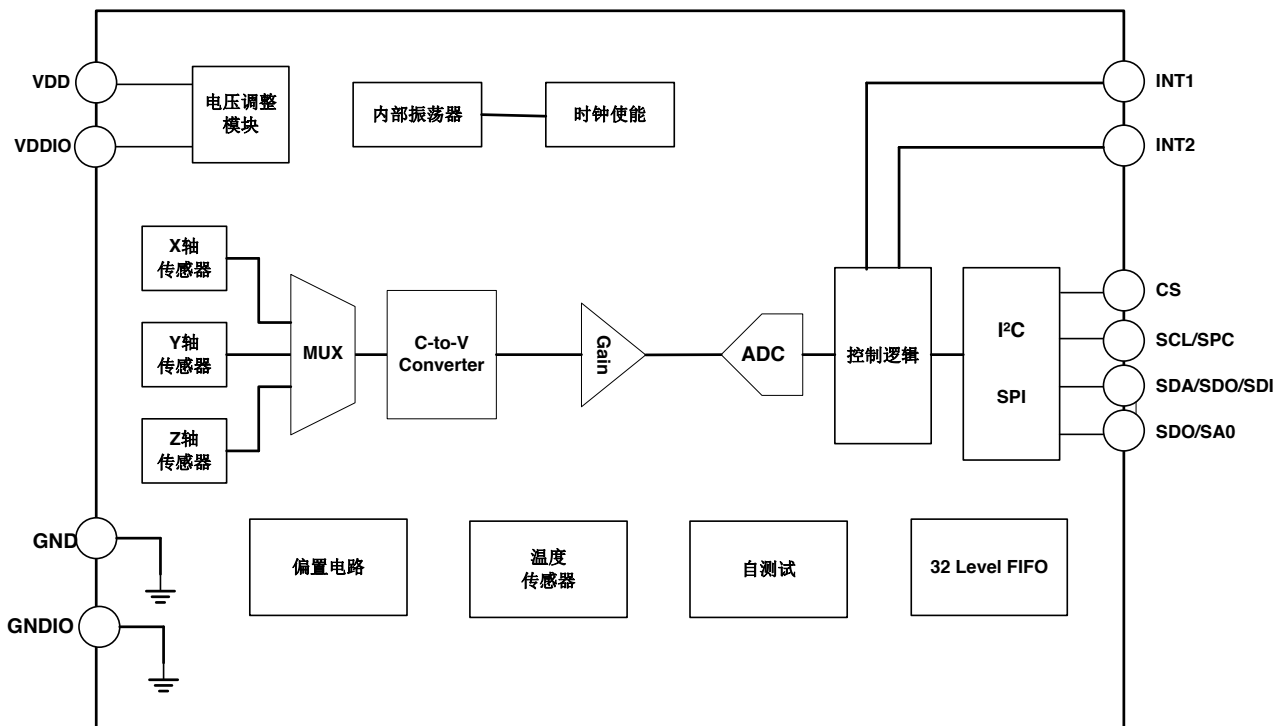 VDD
VDDIO
电压调整
模块
内部振荡器
时钟使能
INT1
INT2
X轴
传感器
Y轴
传感器
Z轴
传感器
MUX
C-to-V
Converter
Gain
ADC
控制逻辑
I²C
SPI
CS
SCL/SPC
SDA/SDO/SDI
SDO/SA0
GND
GNDIO
偏置电路
温度
传感器
自测试
32 Level FIFO